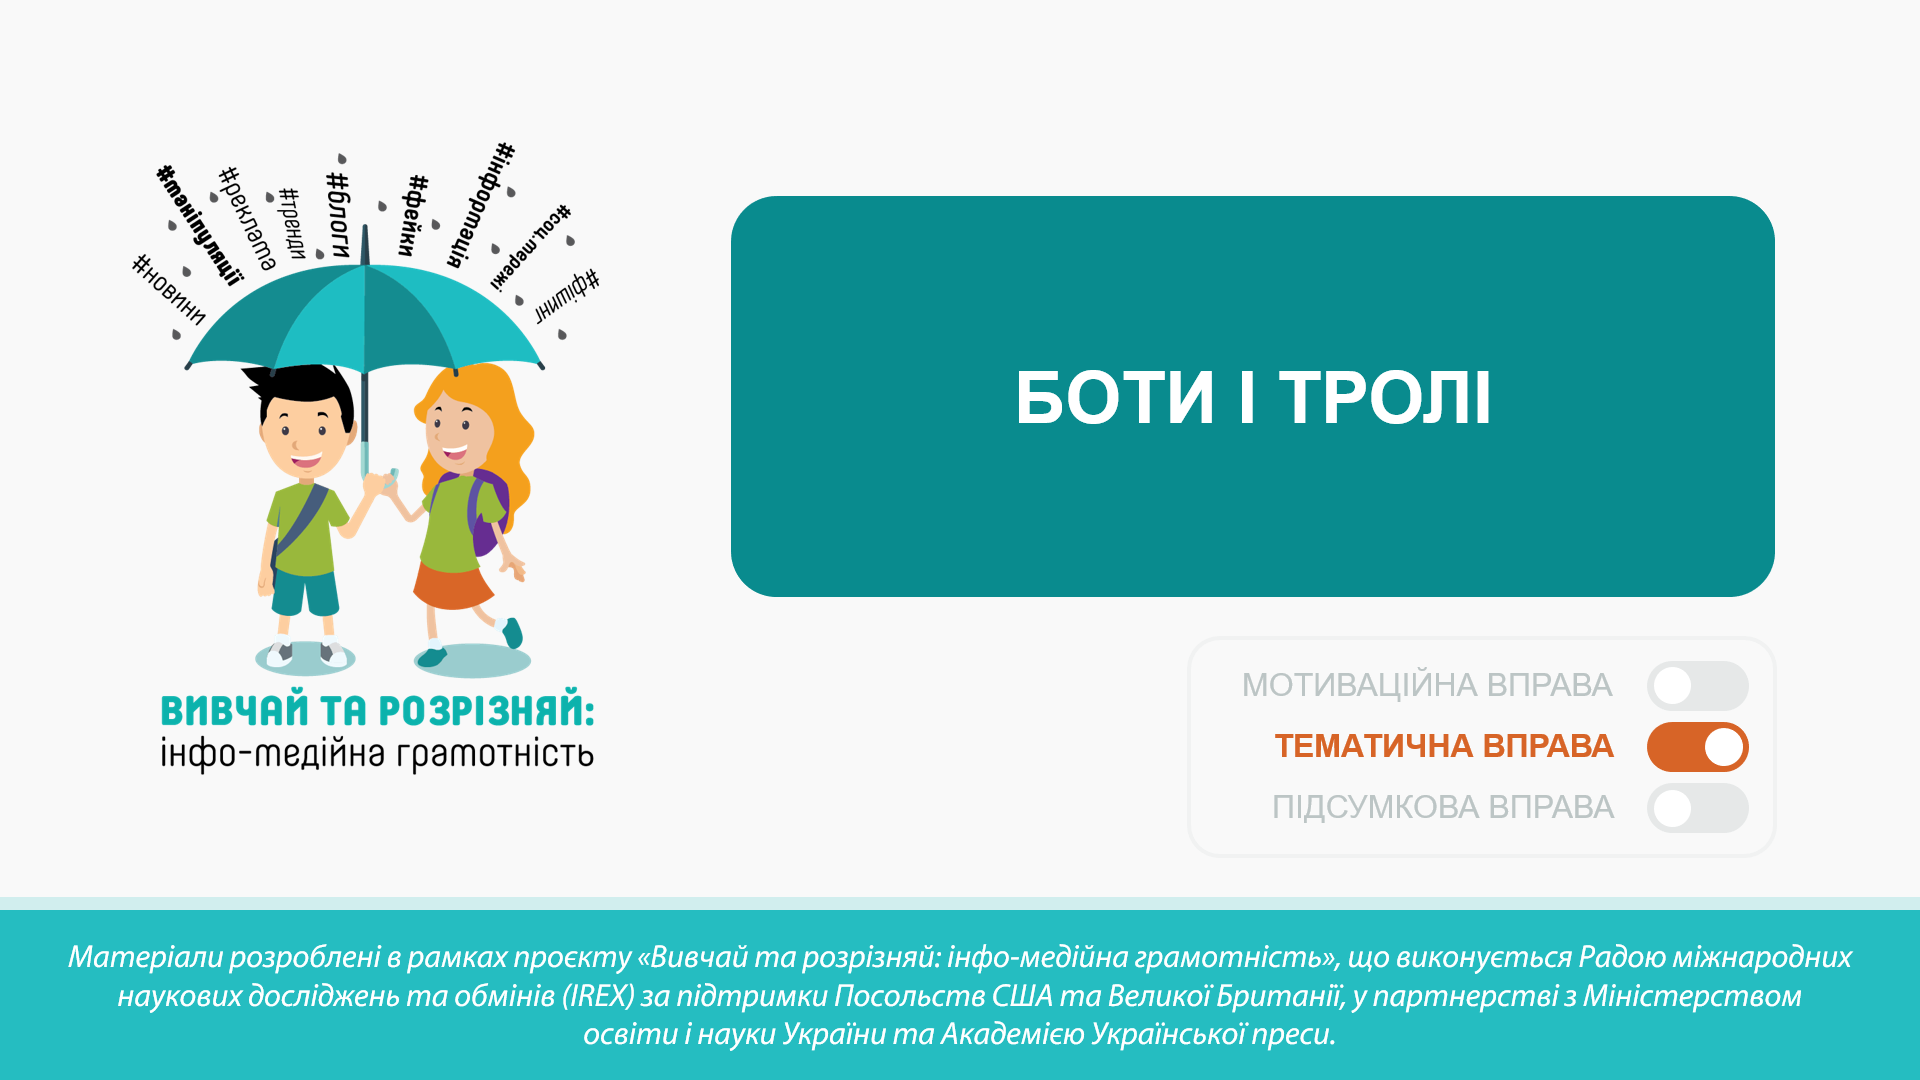 #новини
#маніпуляції
#реклама
#тренди
#блоги
#фейки
#інформація
#соц.мережі
#фішинг
ВИВЧАЙ ТА РОЗРІЗНЯЙ:
інфо-медійна грамотність
БОТИ І ТРОЛІ
МОТИВАЦІЙНА ВПРАВА
ТЕМАТИЧНА ВПРАВА
ПІДСУМКОВА ВПРАВА
Матеріали розроблені в рамках проєкту «Вивчай та розрізняй: інфо-медійна грамотність», що виконується Радою міжнародних
наукових досліджень та обмінів (IREX) за підтримки Посольств США та Великої Британії, у партнерстві з Міністерством
освіти і науки України та Академією Української преси.